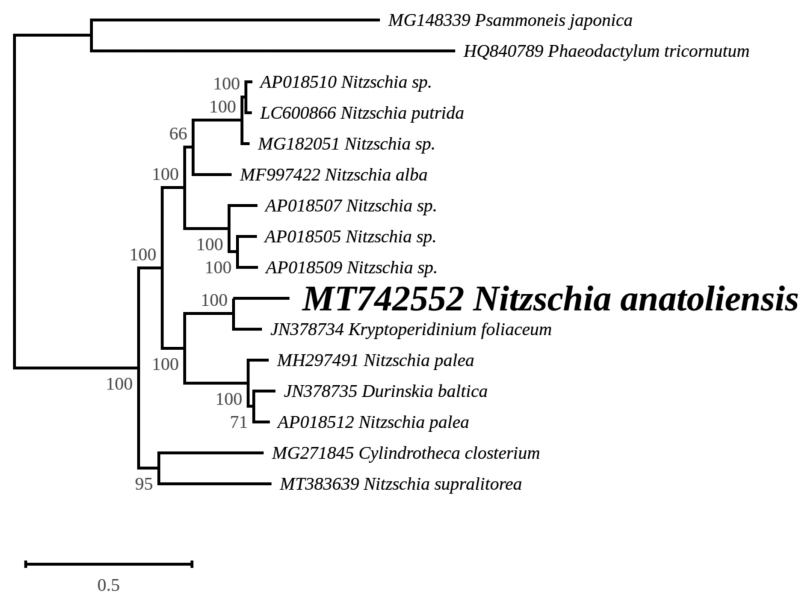 MG148339 Psammoneis japonica
HQ840789 Phaeodactylum tricornutum
100 AP018510 Nitzschia sp.
100 LC600866 Nitzschia putrida
66 MG182051 Nitzschia sp.
100 MF997422 Nitzschia alba
AP018507 Nitzschia sp.
100 AP018505 Nitzschia sp.
100 100 AP018509 Nitzschia sp.
100 MT742552 Nitzschia anatoliensis
JN378734 Kryptoperidinium foliaceum
100 MH297491 Nitzschia palea
100 100 JN378735 Durinskia baltica
71 AP018512 Nitzschia palea
MG271845 Cylindrotheca closterium
95 MT383639 Nitzschia supralitorea
0.5